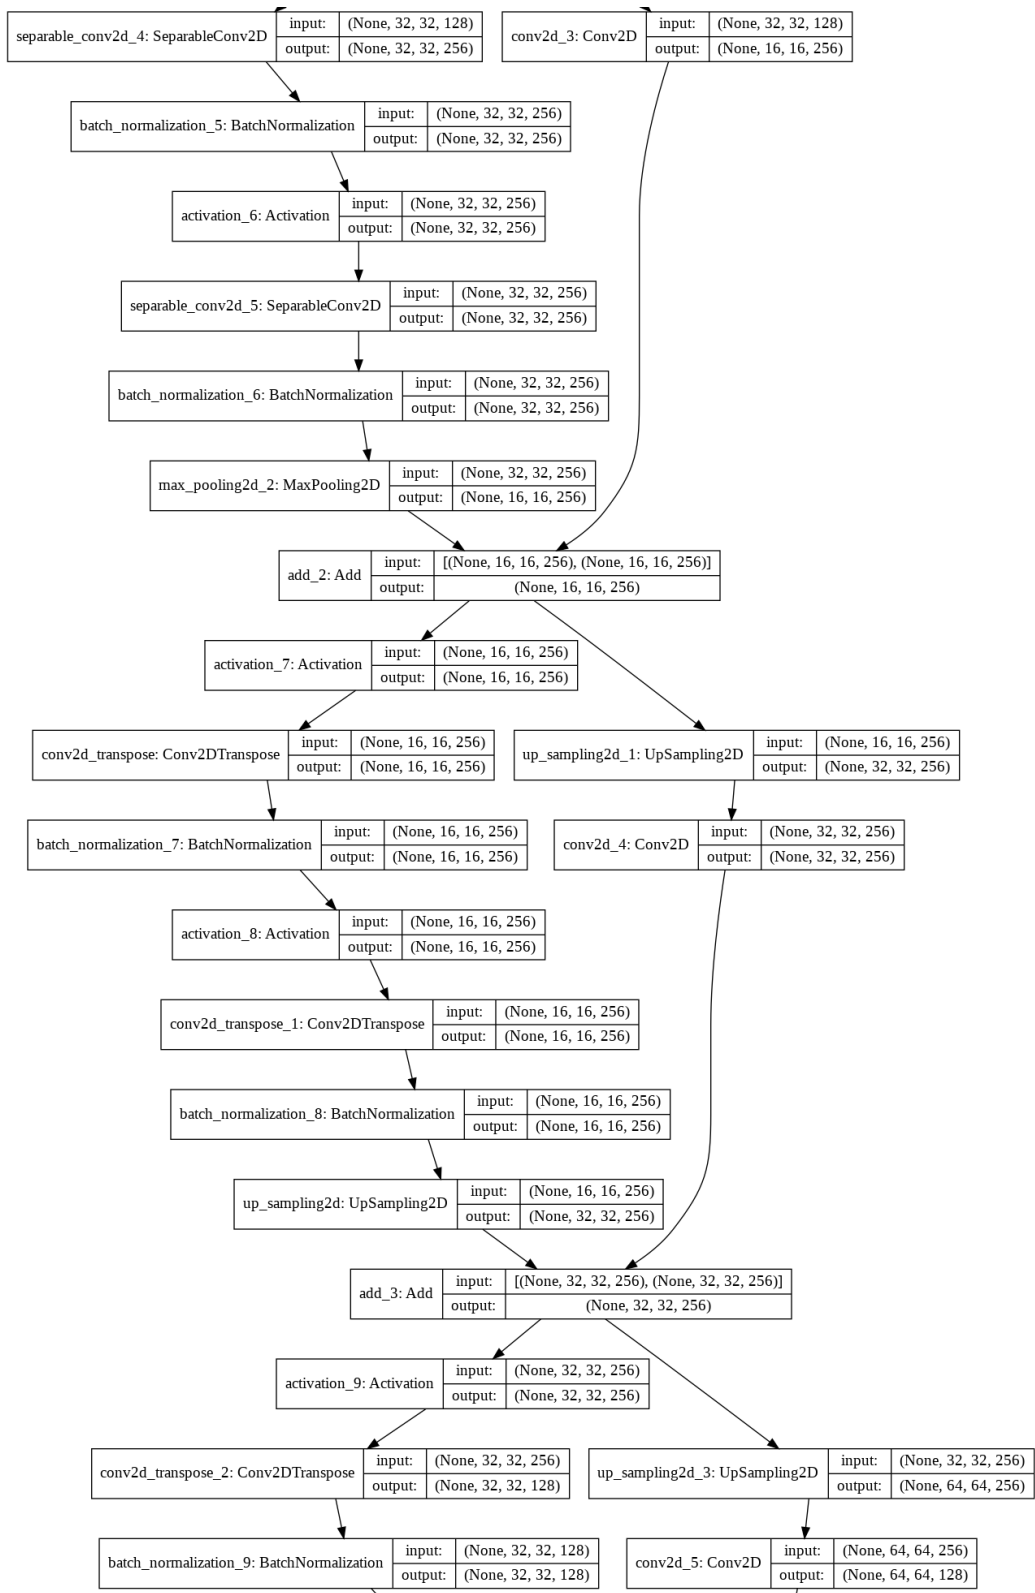 separable_conv2d_4: SeparableConv2D input: (None, 32, 32, 128)
output: (None, 32, 32, 256)
conv2d_3: Conv2D input: (None, 32, 32, 128)
output: (None, 16, 16, 256)
batch_normalization_5: BatchNormalization input: (None, 32, 32, 256)
output: (None, 32, 32, 256)
activation_6: Activation input: (None, 32, 32, 256)
output: (None, 32, 32, 256)
separable_conv2d_5: SeparableConv2D input: (None, 32, 32, 256)
output: (None, 32, 32, 256)
batch_normalization_6: BatchNormalization input: (None, 32, 32, 256)
output: (None, 32, 32, 256)
max_pooling2d_2: MaxPooling2D input: (None, 32, 32, 256)
output: (None, 16, 16, 256)
add_2: Add input: [(None, 16, 16, 256), (None, 16, 16, 256)]
output: (None, 16, 16, 256)
activation_7: Activation input: (None, 16, 16, 256)
output: (None, 16, 16, 256)
conv2d_transpose: Conv2DTranspose input: (None, 16, 16, 256)
output: (None, 16, 16, 256)
up_sampling2d_1: UpSampling2D input: (None, 16, 16, 256)
output: (None, 32, 32, 256)
batch_normalization_7: BatchNormalization input: (None, 16, 16, 256)
output: (None, 16, 16, 256)
conv2d_4: Conv2D input: (None, 32, 32, 256)
output: (None, 32, 32, 256)
activation_8: Activation input: (None, 16, 16, 256)
output: (None, 16, 16, 256)
conv2d_transpose_1: Conv2DTranspose input: (None, 16, 16, 256)
output: (None, 16, 16, 256)
batch_normalization_8: BatchNormalization input: (None, 16, 16, 256)
output: (None, 16, 16, 256)
up_sampling2d: UpSampling2D input: (None, 16, 16, 256)
output: (None, 32, 32, 256)
add_3: Add input: [(None, 32, 32, 256), (None, 32, 32, 256)]
output: (None, 32, 32, 256)
activation_9: Activation input: (None, 32, 32, 256)
output: (None, 32, 32, 256)
conv2d_transpose_2: Conv2DTranspose input: (None, 32, 32, 256)
output: (None, 32, 32, 128)
up_sampling2d_3: UpSampling2D input: (None, 32, 32, 256)
output: (None, 64, 64, 256)
batch_normalization_9: BatchNormalization input: (None, 32, 32, 128)
output: (None, 32, 32, 128)
conv2d_5: Conv2D input: (None, 64, 64, 256)
output: (None, 64, 64, 128)